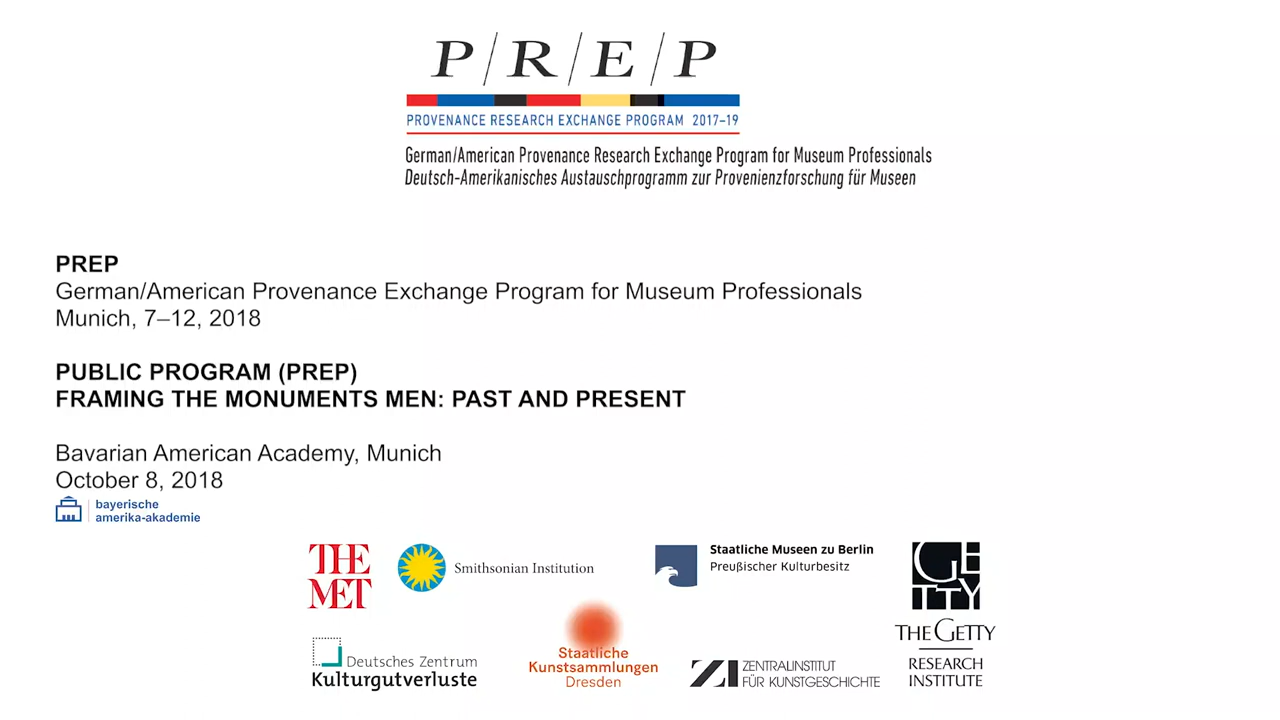 P/R/E/P
PROVENANCE RESEARCH EXCHANGE PROGRAM 2017–19
German/American Provenance Research Exchange Program for Museum Professionals
Deutsch-Amerikanisches Austauschprogramm zur Provenienzforschung für Museen
PREP
German/American Provenance Exchange Program for Museum Professionals
Munich, 7–12, 2018
PUBLIC PROGRAM (PREP)
FRAMING THE MONUMENTS MEN: PAST AND PRESENT
Bavarian American Academy, Munich
October 8, 2018
bayerische
amerika-akademie
THE
MET
Smithsonian Institution
Staatliche Museen zu Berlin
Preußischer Kulturbesitz
GE
TTY
THE GETTY
RESEARCH
INSTITUTE
Deutsches Zentrum
Kulturgutverluste
Staatliche
Kunstsammlungen
Dresden
ZI
ZENTRALINSTITUT
FÜR KUNSTGESCHICHTE